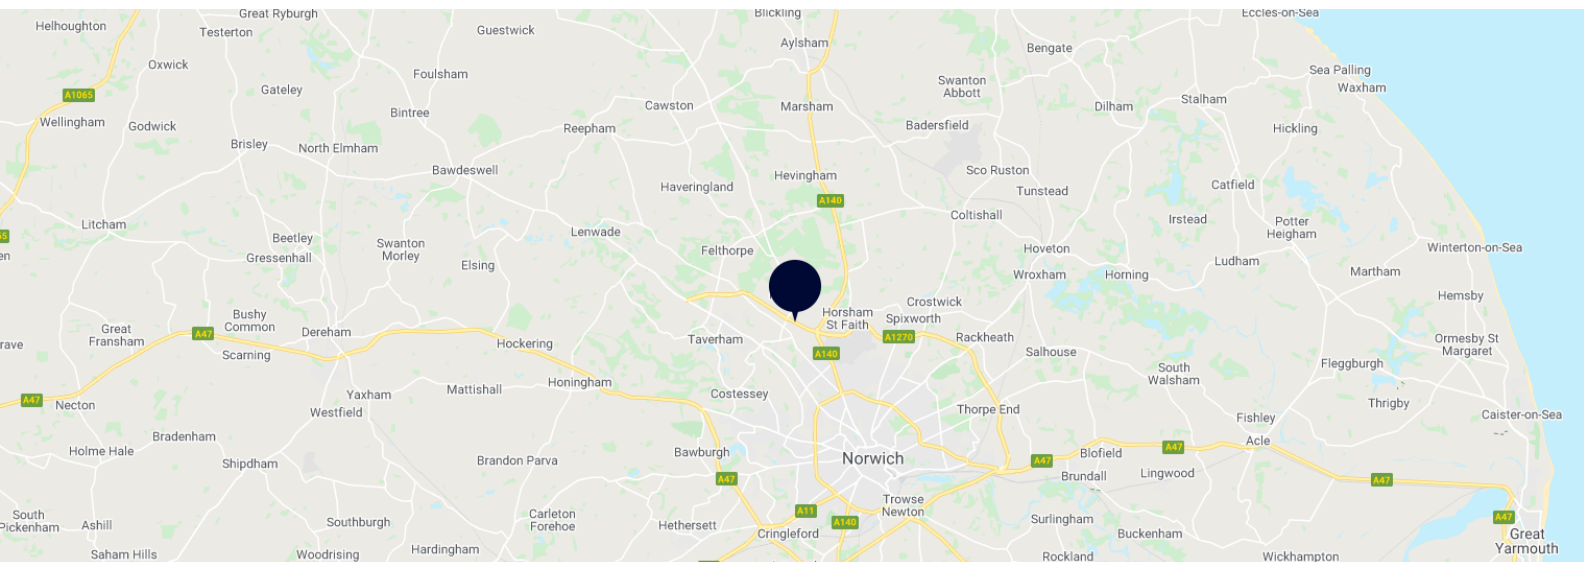 Great Ryburgh
Blickling
Eccles-on-Sea
Helhoughton
Testerton
Guestwick
Aylsham
Bengate
Oxwick
Foulsham
Sea Palling
Gateley
Swanton
Abbott
Waxham
A1065
Cawston
Marsham
Dilham
Stalham
Wellingham
Godwick
Bintree
Reepham
Badersfield
Hickling
Brisley
North Elmham
Bawdeswell
Haveringland
Hevingham
Sco Ruston
Tunstead
Catfield
A140
Litcham
Lenwade
Coltishall
Irstead
Potter
Heigham
Beetley
Gressenhall
Swanton
Morley
Elsing
Felthorpe
Hoveton
Wroxham
Horning
Ludham
Winterton-on-Sea
Martham
Hemsby
Crostwick
Great
Fransham
Bushy
Common
A47
Scarning
Dereham
Hockering
Taverham
Horsham
St Faith
Spixworth
A1270
Rackheath
A140
Salhouse
South
Walsham
Fleggburgh
Ormesby St
Margaret
A47
Necton
Yaxham
Westfield
Mattishall
Honingham
Costessey
Thorpe End
Fishley
Thrigby
Caister-on-Sea
Holme Hale
Bradenham
Shipdham
Brandon Parva
Bawburgh
Norwich
A47
Blofield
A47
Acle
Brundall
Lingwood
A47
A47
South
Pickenham
Ashill
Southburgh
Carleton
Forehoe
Hethersett
A11
A140
Cringleford
Trowse
Newton
Surlingham
Buckenham
A47
Great
Yarmouth
Saham Hills
Woodrising
Hardingham
Rockland
Wickhampton